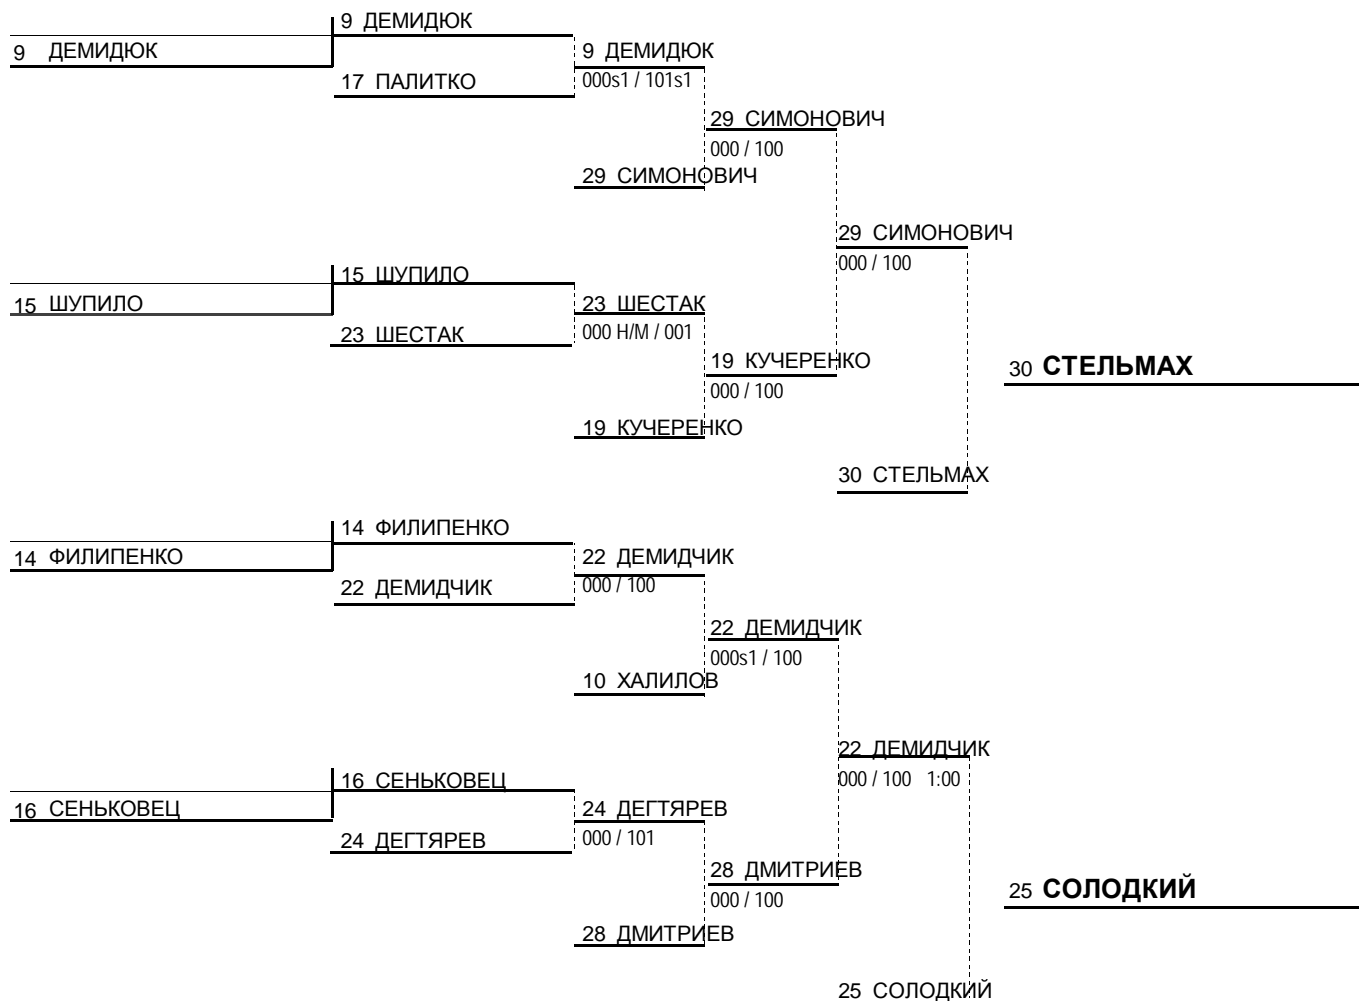 9 ДЕМИДЮК
9 ДЕМИДЮК
9 ДЕМИДЮК
17 ПАЛИТКО
000s1 / 101s1
29 СИМОНОВИЧ
000 / 100
29 СИМОНОВИЧ
29 СИМОНОВИЧ
000 / 100
15 ШУПИЛО
15 ШУПИЛО
23 ШЕСТАК
23 ШЕСТАК
000 Н/М / 001
19 КУЧЕРЕНКО
000 / 100
30 СТЕЛЬМАХ
19 КУЧЕРЕНКО
30 СТЕЛЬМАХ
14 ФИЛИПЕНКО
14 ФИЛИПЕНКО
22 ДЕМИДЧИК
22 ДЕМИДЧИК
000 / 100
22 ДЕМИДЧИК
000s1 / 100
10 ХАЛИЛОВ
22 ДЕМИДЧИК
000 / 100 1:00
16 СЕНЬКОВЕЦ
16 СЕНЬКОВЕЦ
24 ДЕГТЯРЕВ
24 ДЕГТЯРЕВ
000 / 101
28 ДМИТРИЕВ
000 / 100
25 СОЛОДКИЙ
28 ДМИТРИЕВ
25 СОЛОДКИЙ